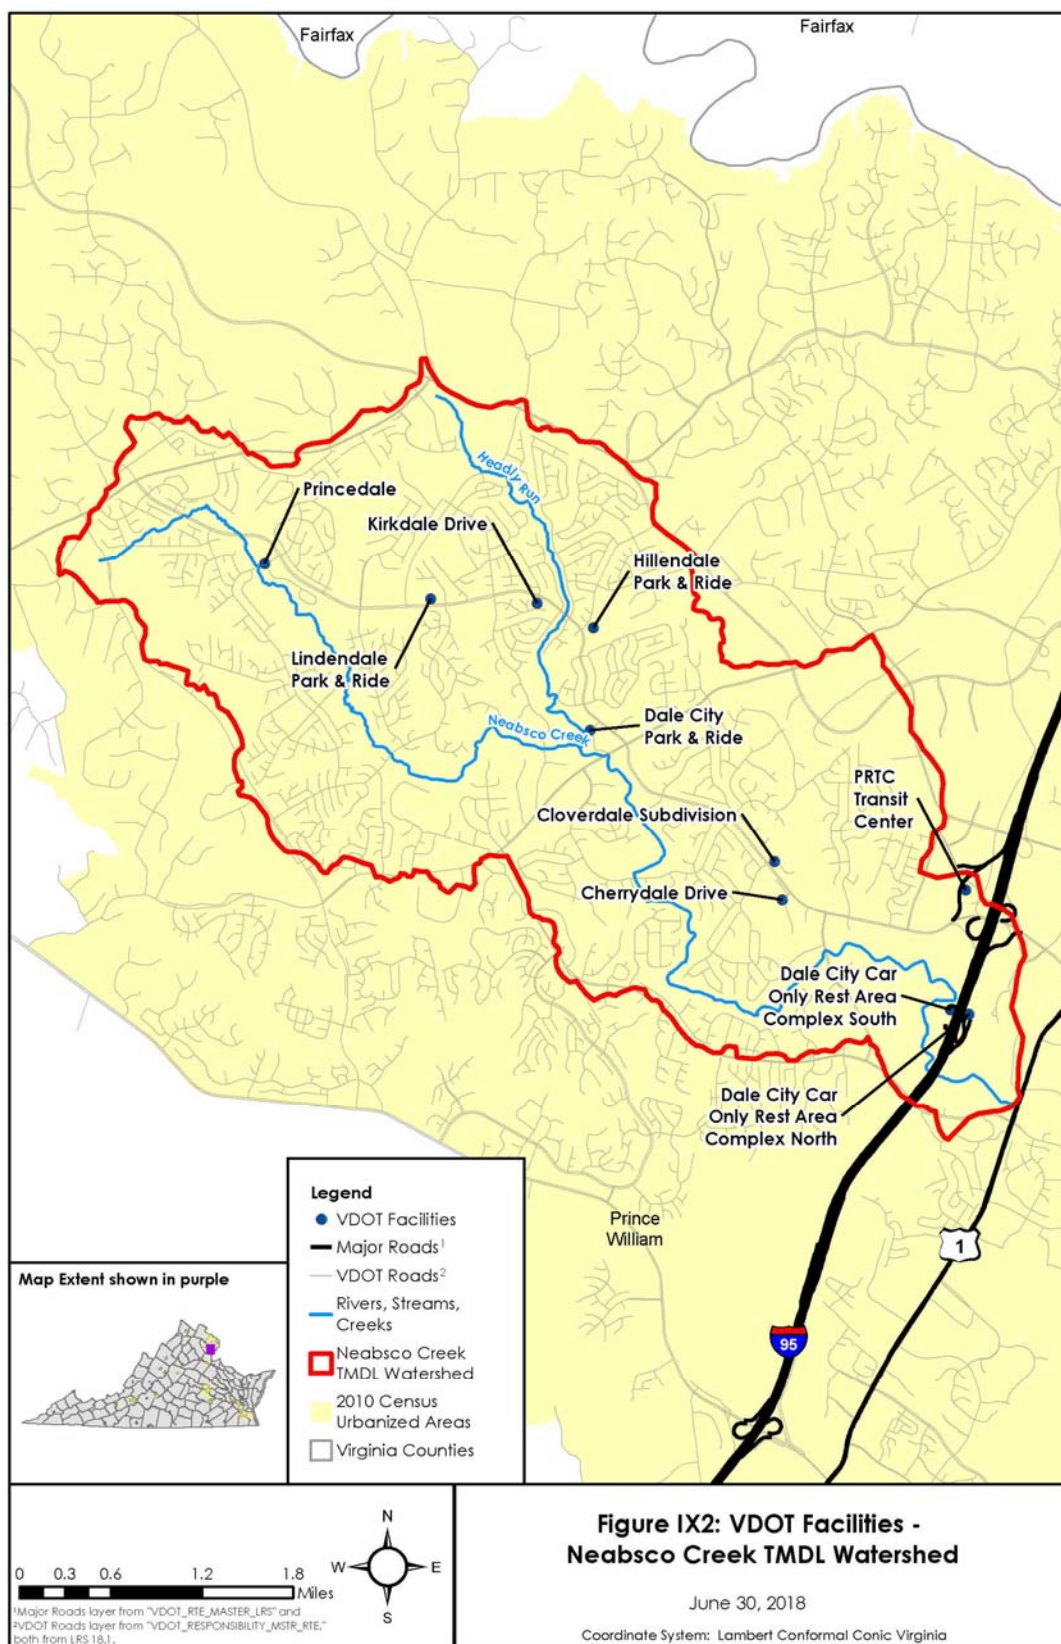 Fairfax
Fairfax
Headly Run
Princedale
Kirkdale Drive
Hillendale
Park & Ride
Lindendale
Park & Ride
Neabsco Creek
Dale City
Park & Ride
PRTC
Transit
Center
Cloverdale Subdivision
Cherrydale Drive
Dale City Car
Only Rest Area
Complex South
Dale City Car
Only Rest Area
Complex North
Prince
William
1
95
Legend
VDOT Facilities
Major Roads¹
VDOT Roads²
Rivers, Streams,
Creeks
Neabsco Creek
TMDL Watershed
2010 Census
Urbanized Areas
Virginia Counties
Map Extent shown in purple
N
W E
S
0 0.3 0.6 1.2 1.8
Miles
¹Major Roads layer from "VDOT_RTE_MASTER_LRS" and
²VDOT Roads layer from "VDOT_RESPONSIBILITY_MSTR_RTE,"
both from LRS 18.1.
Figure IX2: VDOT Facilities -
Neabsco Creek TMDL Watershed
June 30, 2018
Coordinate System: Lambert Conformal Conic Virginia